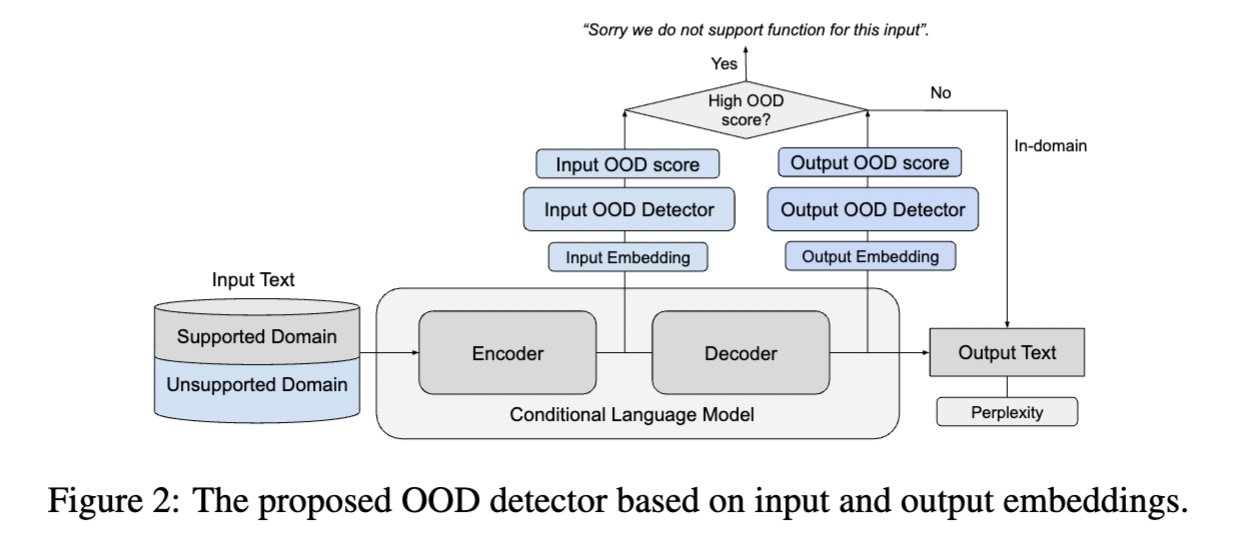 “Sorry we do not support function for this input”.
Yes
High OOD
score?
No
In-domain
Input OOD score
Output OOD score
Input OOD Detector
Output OOD Detector
Input Embedding
Output Embedding
Input Text
Supported Domain
Unsupported Domain
Encoder
Decoder
Output Text
Conditional Language Model
Perplexity
Figure 2: The proposed OOD detector based on input and output embeddings.